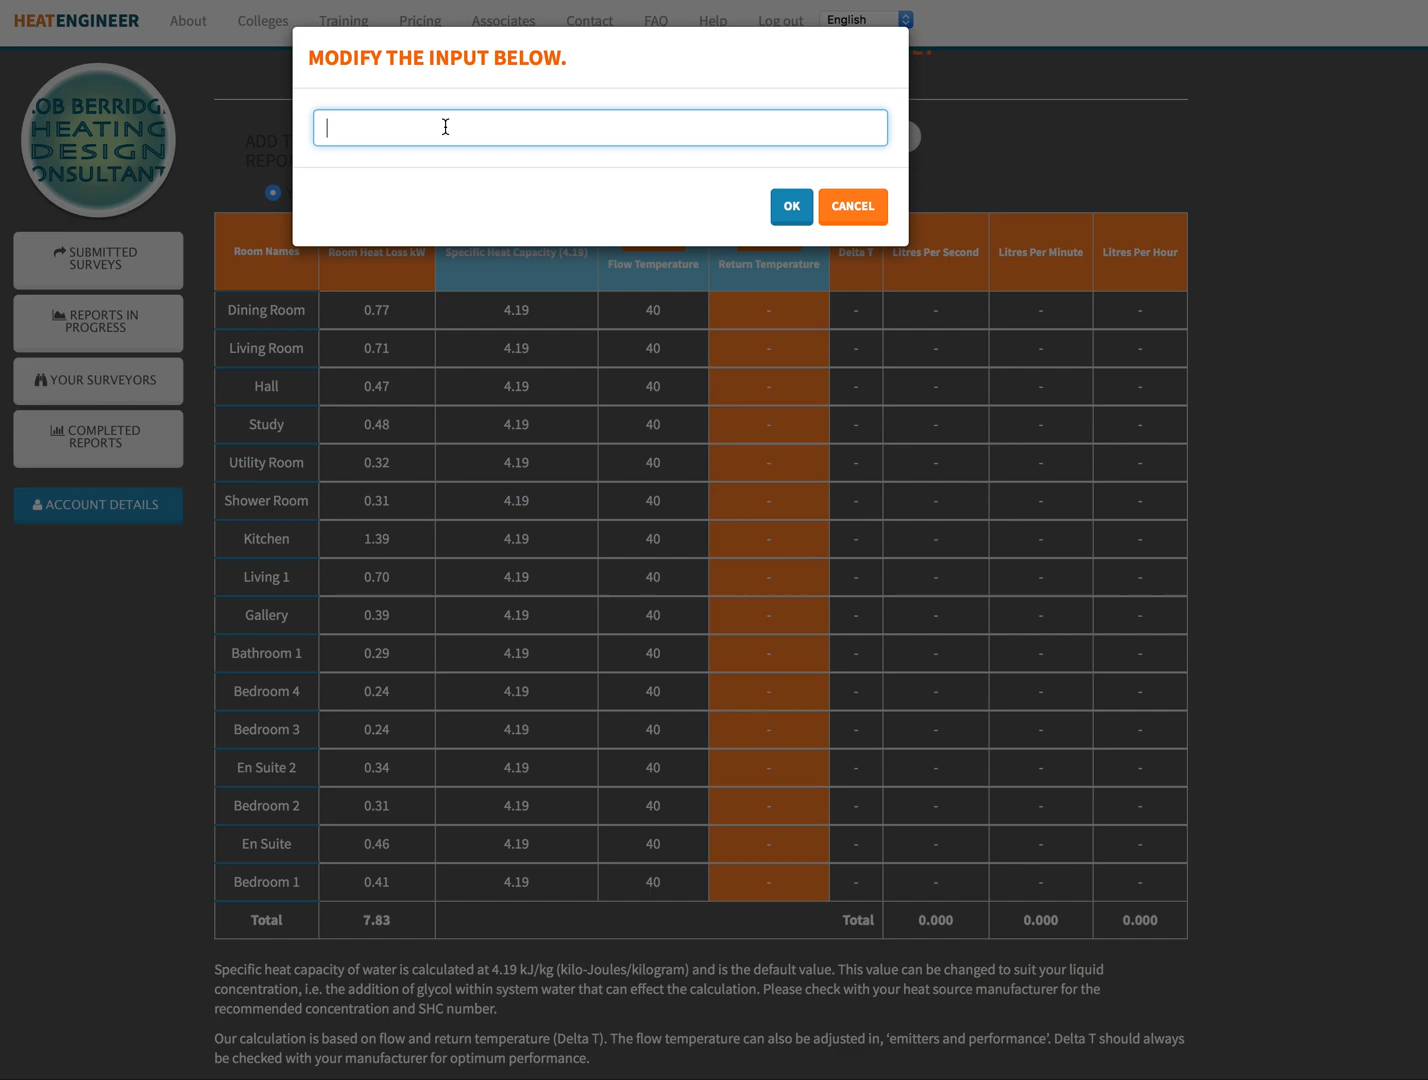 HEATENGINEER About Colleges Training Pricing Associates Contact FAQ Help Log out English
MODIFY THE INPUT BELOW.
OK CANCEL
OB BERRIDG
HEATING
DESIGN
ONSULTAN
ADD T
REPO
SUBMITTED
SURVEYS
REPORTS IN
PROGRESS
YOUR SURVEYORS
COMPLETED
REPORTS
ACCOUNT DETAILS
Room Names Room Heat Loss kW Specific Heat Capacity (4.19) Flow Temperature Return Temperature Delta T Litres Per Second Litres Per Minute Litres Per Hour
Dining Room 0.77 4.19 40 - - - - -
Living Room 0.71 4.19 40 - - - - -
Hall 0.47 4.19 40 - - - - -
Study 0.48 4.19 40 - - - - -
Utility Room 0.32 4.19 40 - - - - -
Shower Room 0.31 4.19 40 - - - - -
Kitchen 1.39 4.19 40 - - - - -
Living 1 0.70 4.19 40 - - - - -
Gallery 0.39 4.19 40 - - - - -
Bathroom 1 0.29 4.19 40 - - - - -
Bedroom 4 0.24 4.19 40 - - - - -
Bedroom 3 0.24 4.19 40 - - - - -
En Suite 2 0.34 4.19 40 - - - - -
Bedroom 2 0.31 4.19 40 - - - - -
En Suite 0.46 4.19 40 - - - - -
Bedroom 1 0.41 4.19 40 - - - - -
Total 7.83 Total 0.000 0.000 0.000
Specific heat capacity of water is calculated at 4.19 kJ/kg (kilo-Joules/kilogram) and is the default value. This value can be changed to suit your liquid
concentration, i.e. the addition of glycol within system water that can effect the calculation. Please check with your heat source manufacturer for the
recommended concentration and SHC number.
Our calculation is based on flow and return temperature (Delta T). The flow temperature can also be adjusted in, ‘emitters and performance’. Delta T should always
be checked with your manufacturer for optimum performance.